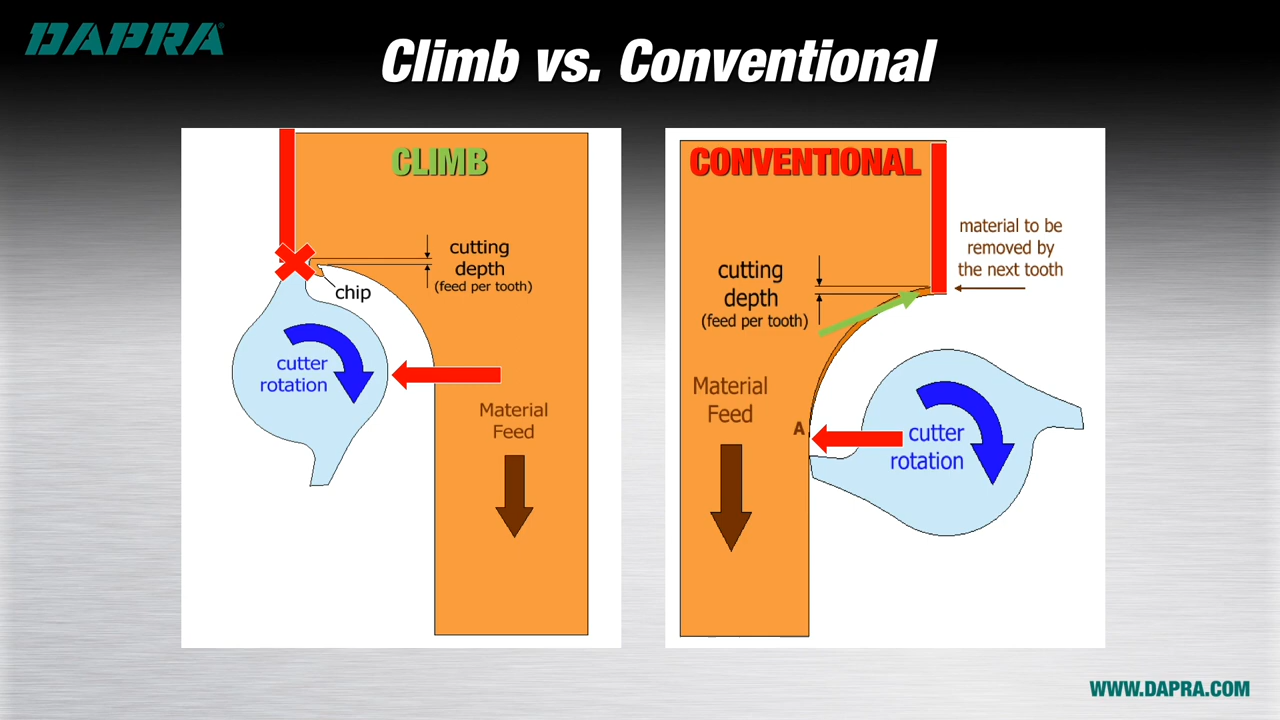 DAPRA®
Climb vs. Conventional
CLIMB
cutting
depth
(feed per tooth)
chip
cutter
rotation
Material
Feed
CONVENTIONAL
material to be
removed by
the next tooth
cutting
depth
(feed per tooth)
Material
Feed
A
cutter
rotation
WWW.DAPRA.COM